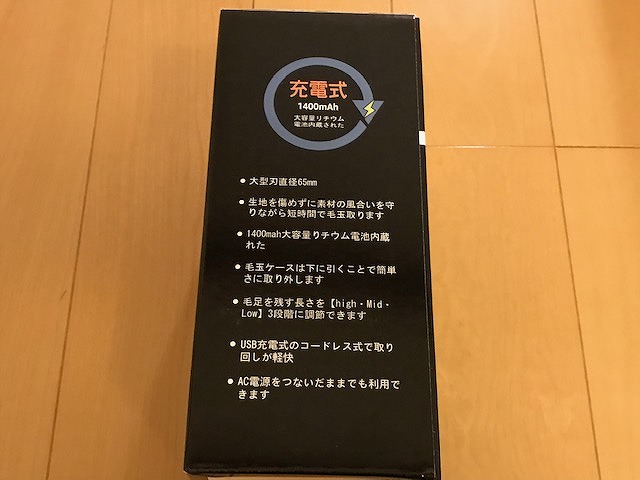 充電式
1400mAh
大容量リチウム
電池内蔵された
● 大型刃直径65mm
● 生地を傷めずに素材の風合いを守
りながら短時間で毛玉取ります
● 1400mah大容量りチウム電池内蔵
れた
● 毛玉ケースは下に引くことで簡単
さに取り外します
● 毛足を残す長さを【high・Mid・
Low】3段階に調節できます
● USB充電式のコードレス式で取り
回しが軽快
● AC電源をつないだままでも利用で
きます